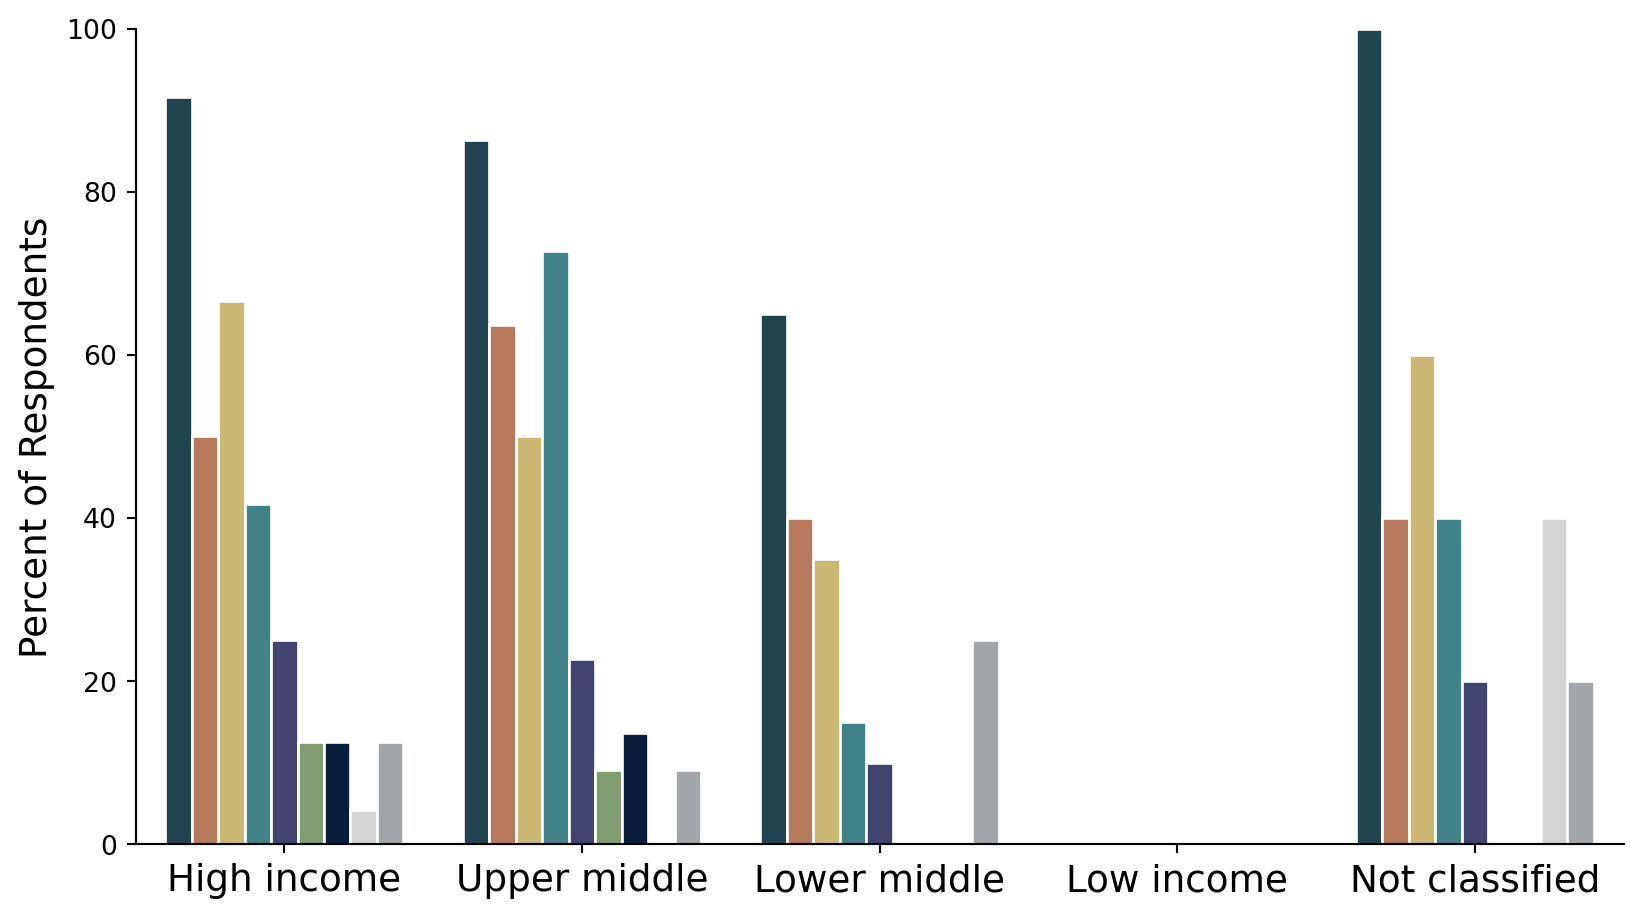 Percent of Respondents
100
80
60
40
20
0
High income
Upper middle
Lower middle
Low income
Not classified